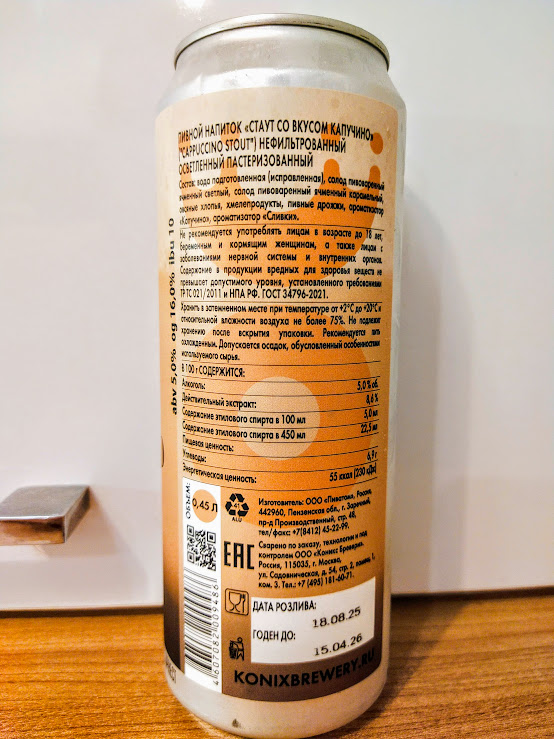 ПИВНОЙ НАПИТОК «СТАУТ СО ВКУСОМ КАПУЧИНО»
("CAPPUCCINO STOUT") НЕФИЛЬТРОВАННЫЙ
ОСВЕТЛЕННЫЙ ПАСТЕРИЗОВАННЫЙ
Состав: вода подготовленная (исправленная), солод пивоваренный
ячменный светлый, солод пивоваренный ячменный карамельный,
овсяные хлопья, хмелепродукты, пивные дрожжи, ароматизатор
«Капучино», ароматизатор «Сливки».
Не рекомендуется употреблять лицам в возрасте до 18 лет,
беременным и кормящим женщинам, а также лицам с
заболеваниями нервной системы и внутренних органов.
Содержание в продукции вредных для здоровья веществ не
превышает допустимого уровня, установленного требованиями
ТР ТС 021/2011 и НПА РФ. ГОСТ 34796-2021.
Хранить в затемненном месте при температуре от +2°С до +20°С и
относительной влажности воздуха не более 75%. Не подлежит
хранению после вскрытия упаковки. Рекомендуется пить
охлажденным. Допускается осадок, обусловленный особенностями
используемого сырья.
В 100 г СОДЕРЖИТСЯ:
Алкоголь: 5,0% об.
Действительный экстракт: 8,6%
Содержание этилового спирта в 100 мл 5,0 мл
Содержание этилового спирта в 450 мл 22,5 мл
Пищевая ценность:
Углеводы: 6,9 г
Энергетическая ценность: 55 ккал (230 кДж)
abv 5,0% og 16,0% ibu 10
ОБЪЕМ:
0,45 Л
41
ALU
Изготовитель: ООО «Пивотом», Россия,
442960, Пензенская обл., г. Заречный,
пр-д Производственный, стр. 48,
тел/факс: +7(8412) 45-22-99.
EAC
Сварено по заказу, технологии и под
контролем ООО «Коникс Бревери».
Россия, 115035, г. Москва,
ул. Садовническая, д. 54, стр. 2, помещ. 1,
ком. 3. Тел.: +7 (495) 181-60-71.
4607082009486
ДАТА РОЗЛИВА:
18.08.25
ГОДЕН ДО:
15.04.26
KONIXBREWERY.RU